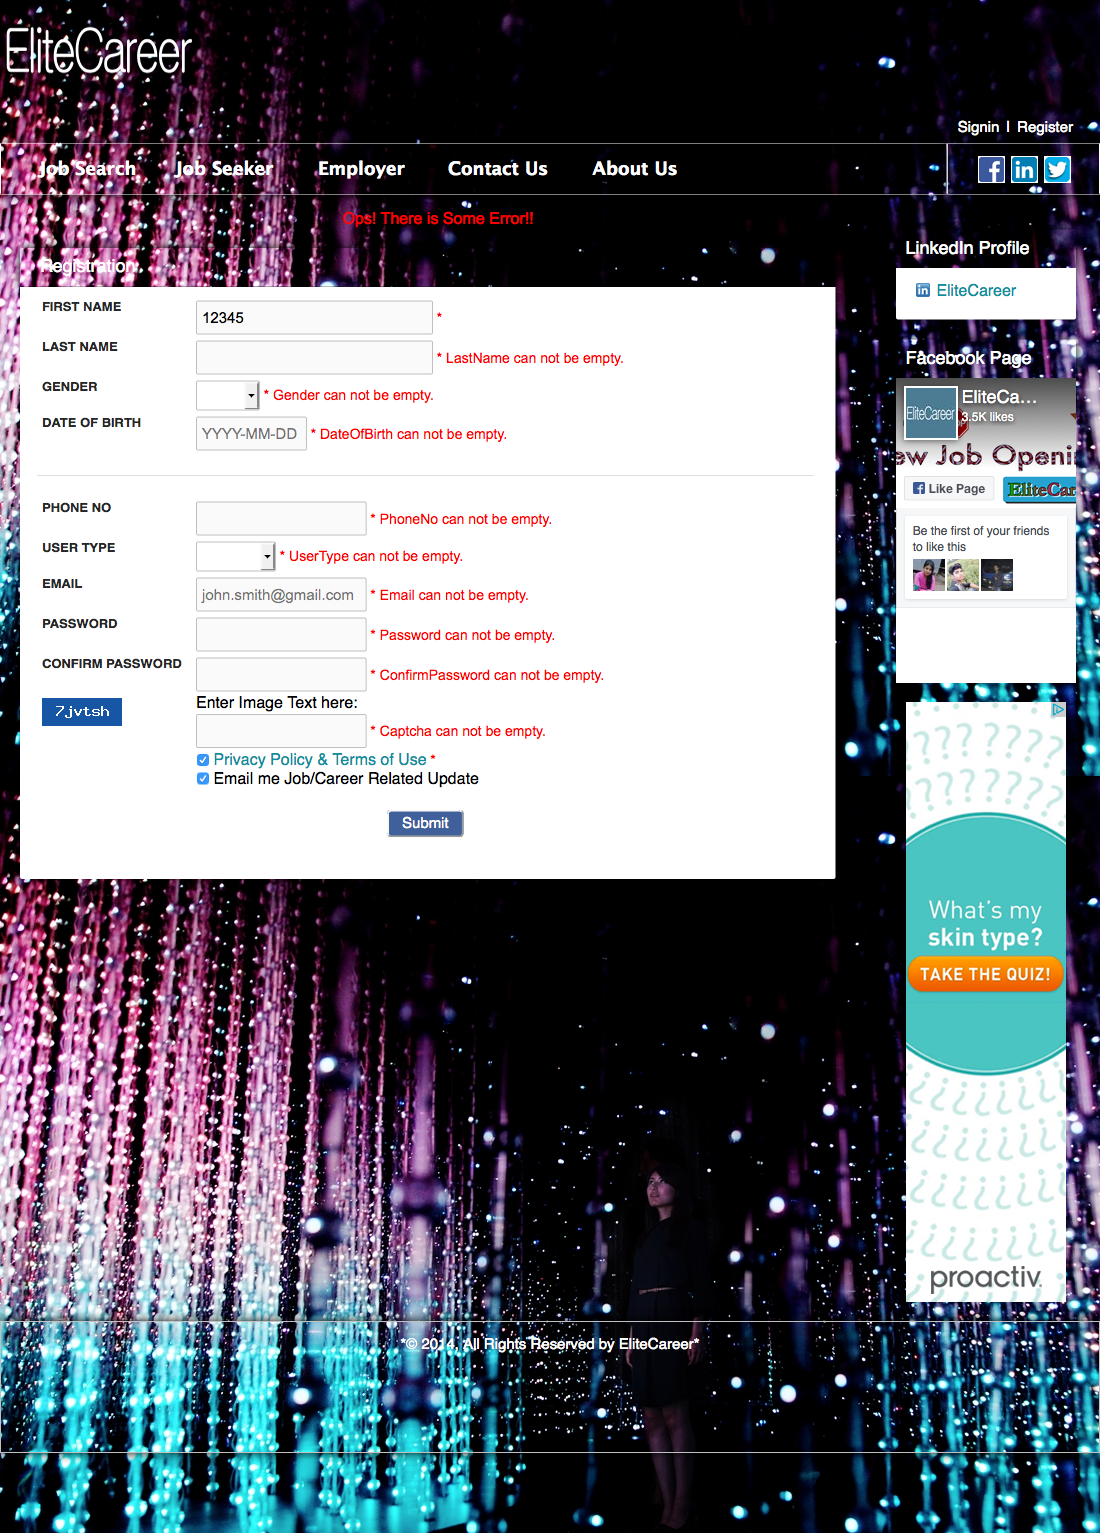 EliteCareer
Signin | Register
Job Search Job Seeker Employer Contact Us About Us
Ops! There is Some Error!!
Registration
FIRST NAME 12345 *
LAST NAME * LastName can not be empty.
GENDER * Gender can not be empty.
DATE OF BIRTH YYYY-MM-DD * DateOfBirth can not be empty.
PHONE NO * PhoneNo can not be empty.
USER TYPE * UserType can not be empty.
EMAIL john.smith@gmail.com * Email can not be empty.
PASSWORD * Password can not be empty.
CONFIRM PASSWORD * ConfirmPassword can not be empty.
7jvtsh Enter Image Text here:
* Captcha can not be empty.
Privacy Policy & Terms of Use *
Email me Job/Career Related Update
Submit
LinkedIn Profile
in EliteCareer
Facebook Page
EliteCareer
EliteCa...
3.5K likes
ew Job Openi
Like Page
EliteCar
Be the first of your friends
to like this
What's my
skin type?
TAKE THE QUIZ!
proactiv
*© 2014, All Rights Reserved by EliteCareer*